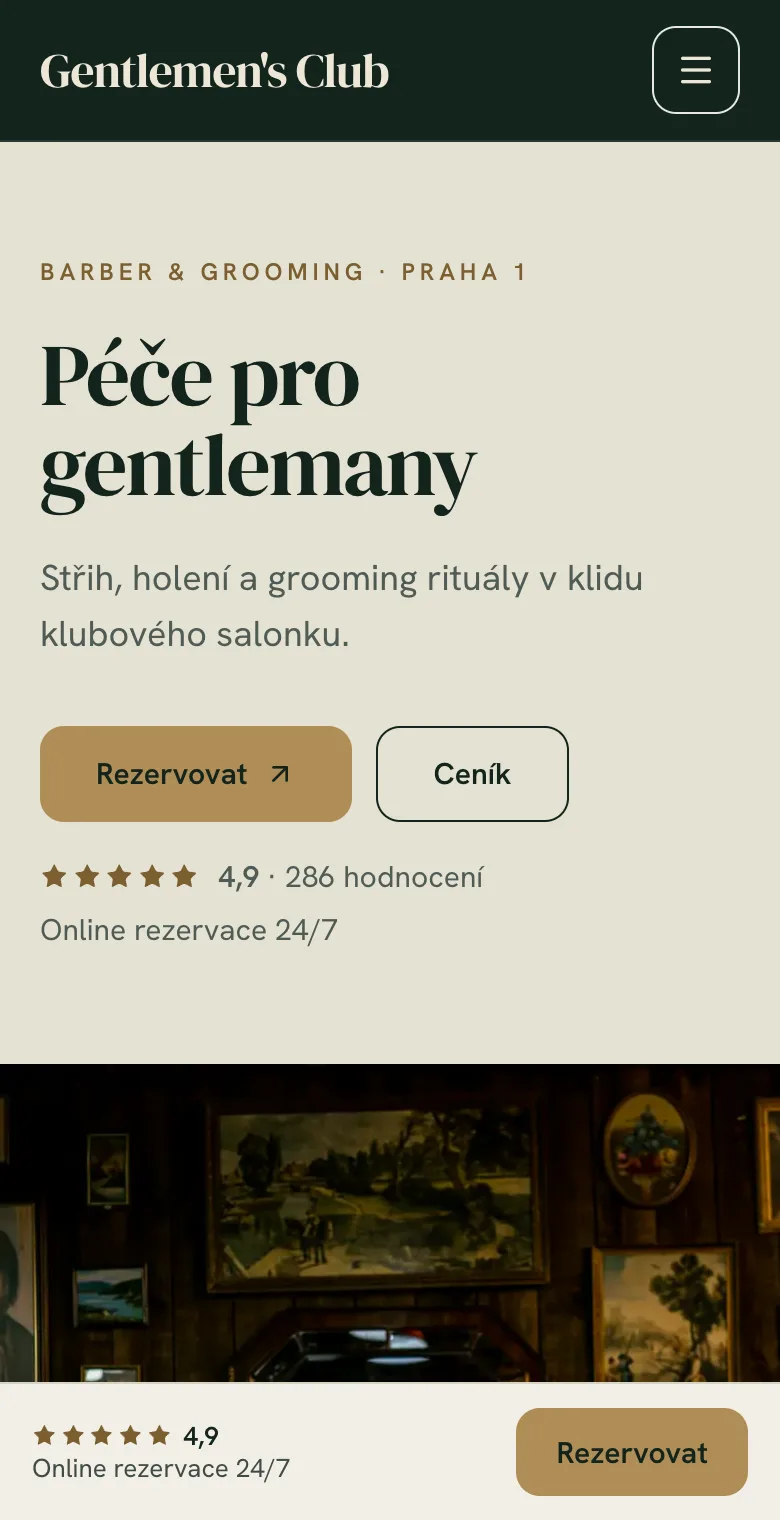 Gentlemen's Club
BARBER & GROOMING · PRAHA 1
Péče pro
gentlemany
Střih, holení a grooming rituály v klidu
klubového salonku.
Rezervovat
Ceník
4,9 · 286 hodnocení
Online rezervace 24/7
4,9
Online rezervace 24/7
Rezervovat